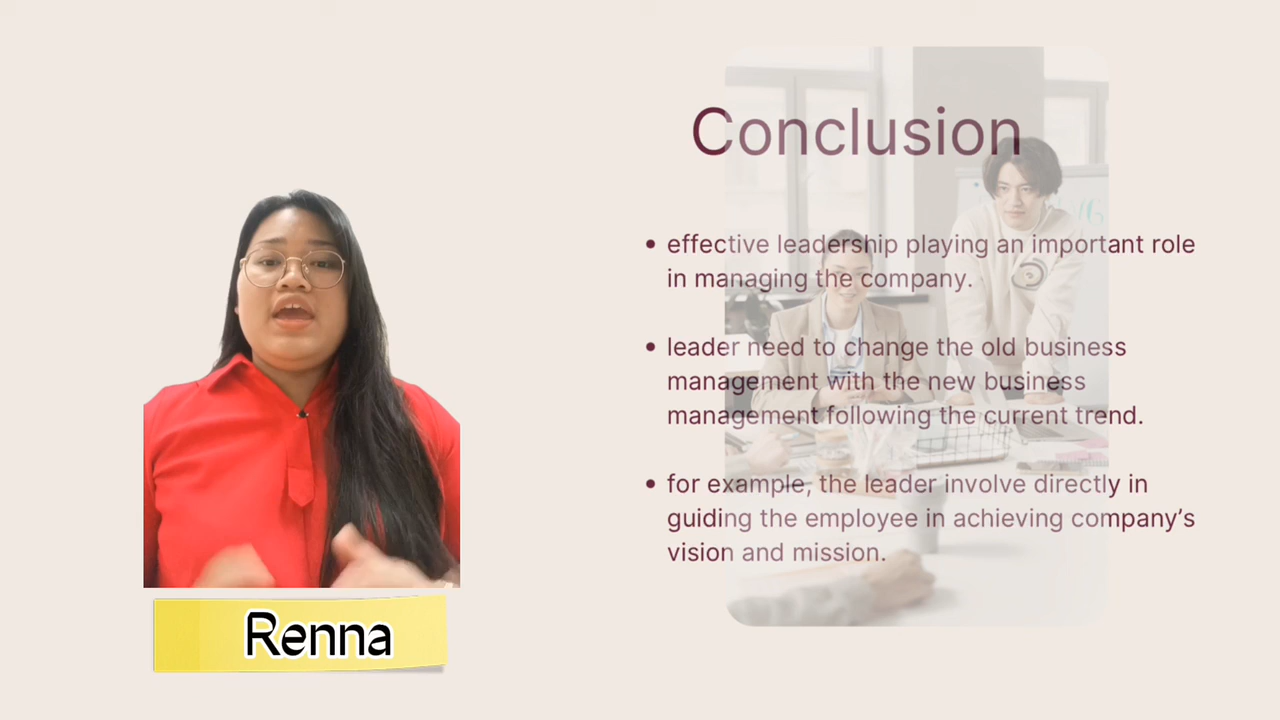 Conclusion
• effective leadership playing an important role
in managing the company.
• leader need to change the old business
management with the new business
management following the current trend.
• for example, the leader involve directly in
guiding the employee in achieving company’s
vision and mission.
Renna